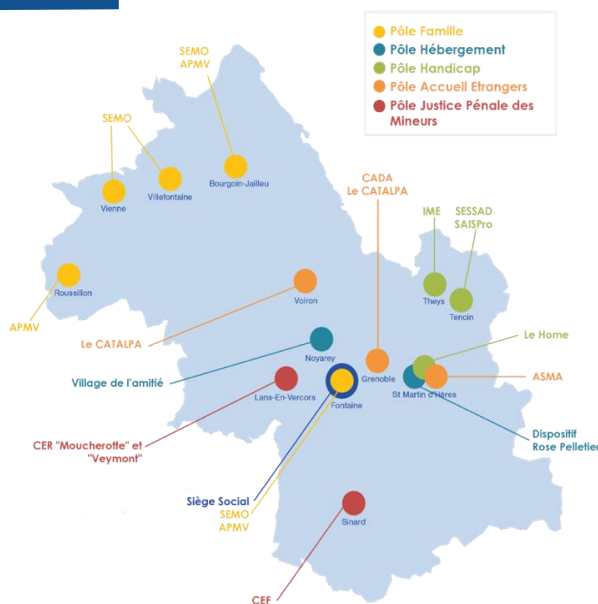 Pôle Famille
Pôle Hébergement
Pôle Handicap
Pôle Accueil Etrangers
Pôle Justice Pénale des
Mineurs
SEMO
APMV
SEMO
Bourgoin-Jailleu
Villefontaine
Vienne
CADA
Le CATALPA
IME
SESSAD
SAISPro
Roussillon
Voiron
Theys
Tencin
APMV
Le CATALPA
Le Home
Noyarey
Village de l'amitié
Grenoble
ASMA
Lans-En-Vercors
St Martin d'Hères
Fontaine
CER "Moucherotte" et
"Veymont"
Dispositif
Rose Pelletier
Siège Social
SEMO
APMV
Sinard
CEF